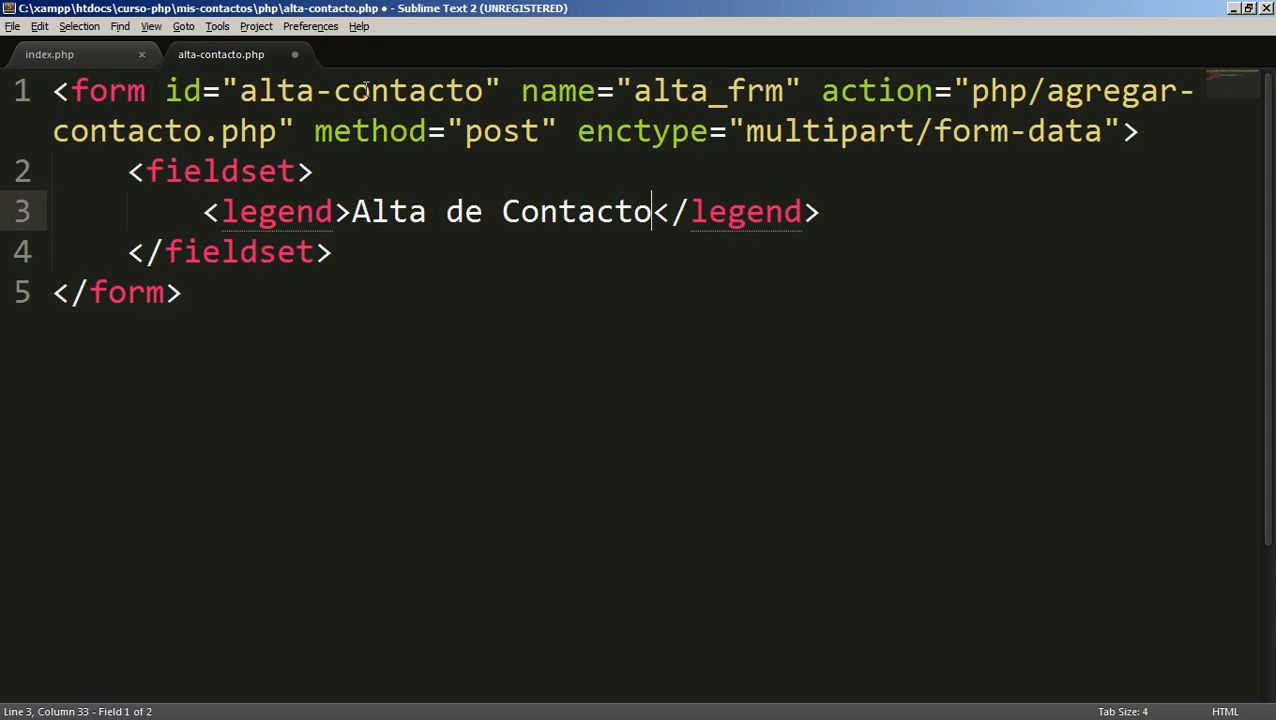 C:\xampp\htdocs\curso-php\mis-contactos\php\alta-contacto.php • - Sublime Text 2 (UNREGISTERED)
File Edit Selection Find View Goto Tools Project Preferences Help
index.php × alta-contacto.php
1 <form id="alta-contacto" name="alta_frm" action="php/agregar-
contacto.php" method="post" enctype="multipart/form-data">
2 <fieldset>
3 <legend>Alta de Contacto</legend>
4 </fieldset>
5 </form>
Line 3, Column 33 - Field 1 of 2 Tab Size: 4 HTML